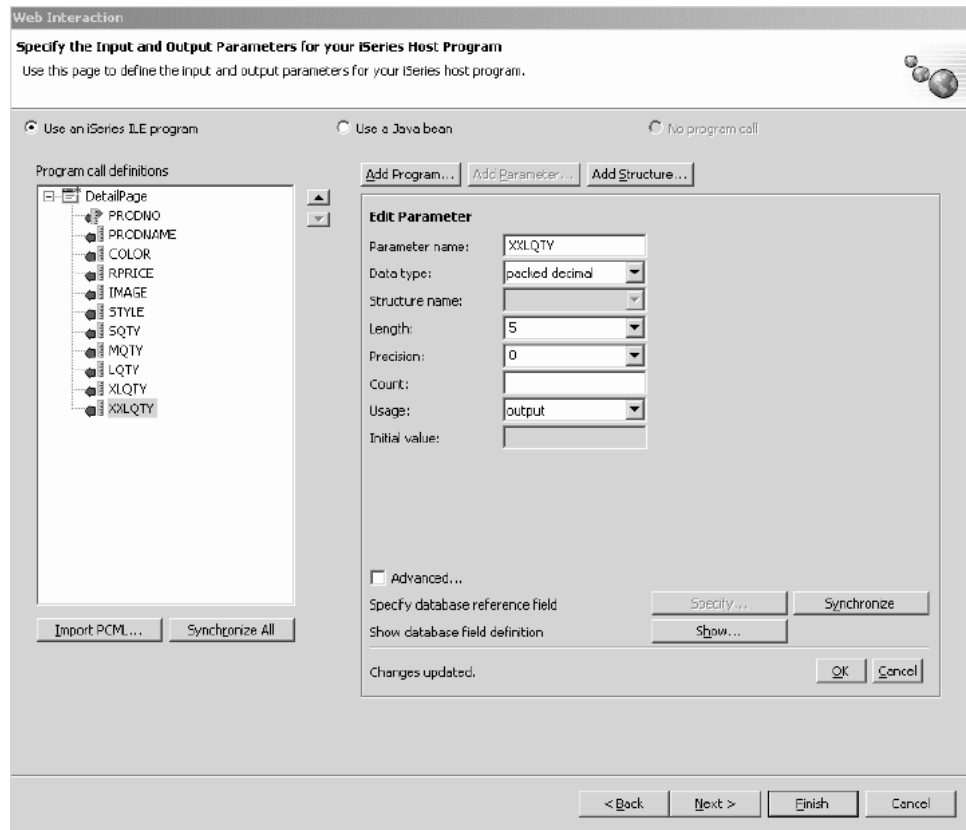 Web Interaction
Specify the Input and Output Parameters for your iSeries Host Program
Use this page to define the input and output parameters for your iSeries host program.
Use an iSeries ILE program
Use a Java bean
No program call
Program call definitions
DetailPage
PRODNO
PRODNAME
COLOR
RPRICE
IMAGE
STYLE
SQTY
MQTY
LQTY
XLQTY
XXLQTY
Import PCML...
Synchronize All
Add Program...
Add Parameter...
Add Structure...
Edit Parameter
Parameter name: XXLQTY
Data type: packed decimal
Structure name:
Length: 5
Precision: 0
Count:
Usage: output
Initial value:
Advanced...
Specify database reference field Specify... Synchronize
Show database field definition Show...
Changes updated. OK Cancel
< Back Next > Finish Cancel